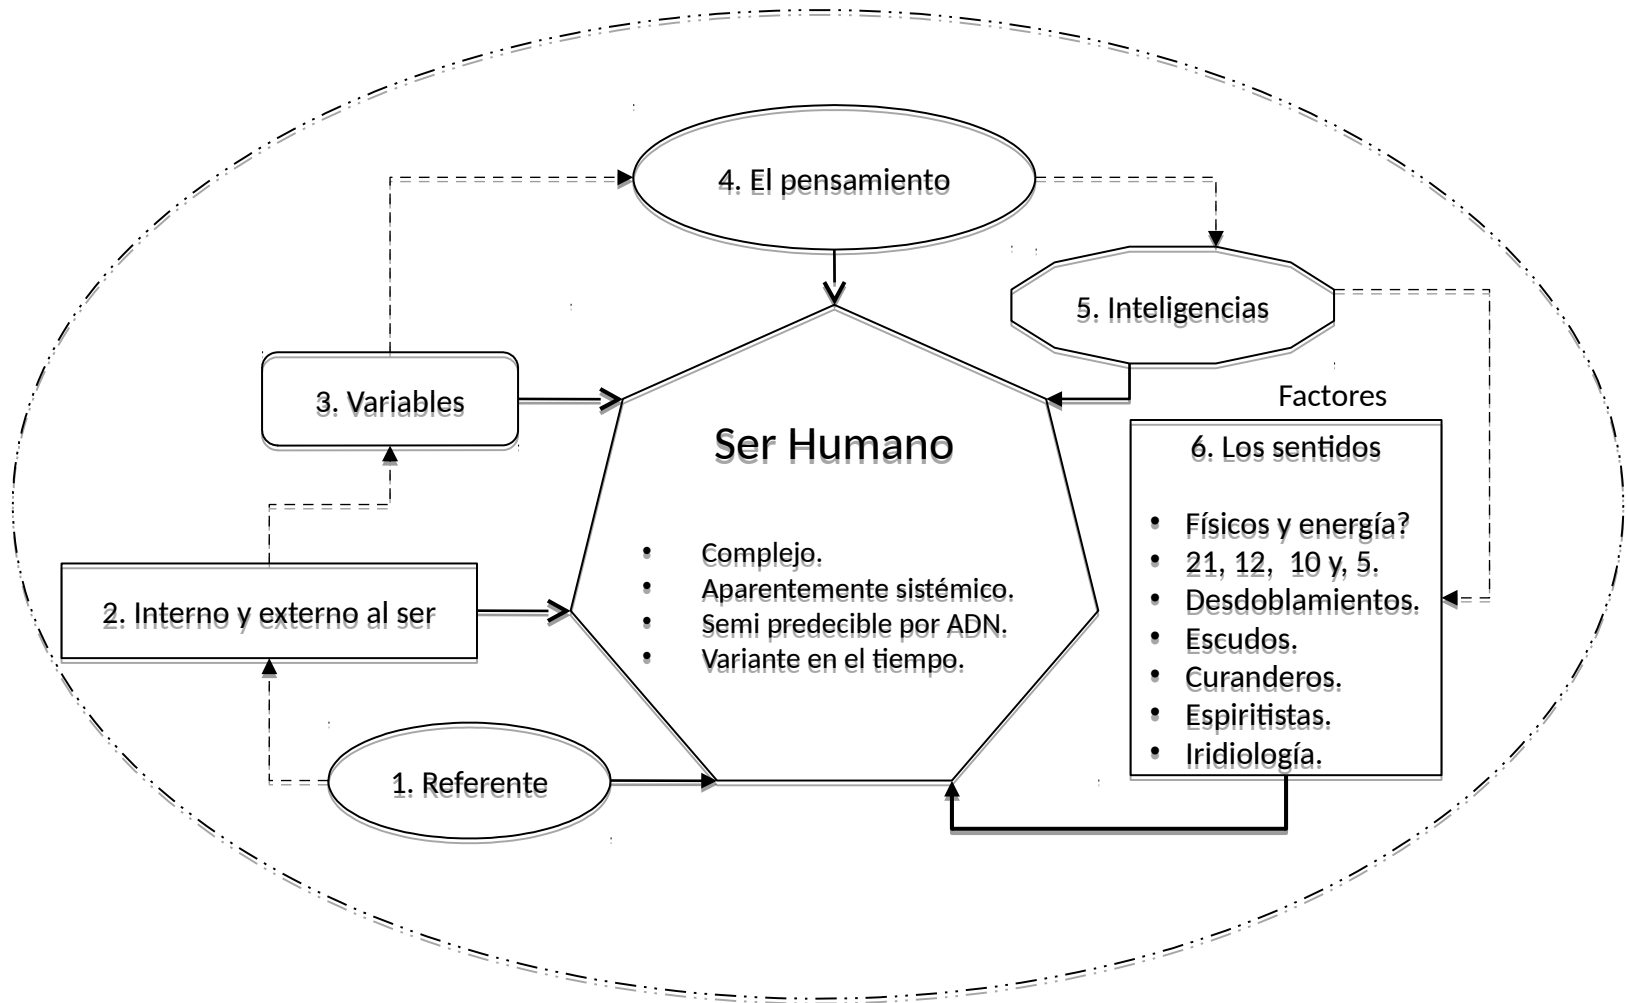 4. El pensamiento
5. Inteligencias
3. Variables
Factores
Ser Humano
6. Los sentidos
• Físicos y energía?
• 21, 12, 10 y, 5.
• Desdoblamientos.
• Escudos.
• Curanderos.
• Espiritistas.
• Iridiología.
• Complejo.
• Aparentemente sistémico.
• Semi predecible por ADN.
• Variante en el tiempo.
2. Interno y externo al ser
1. Referente